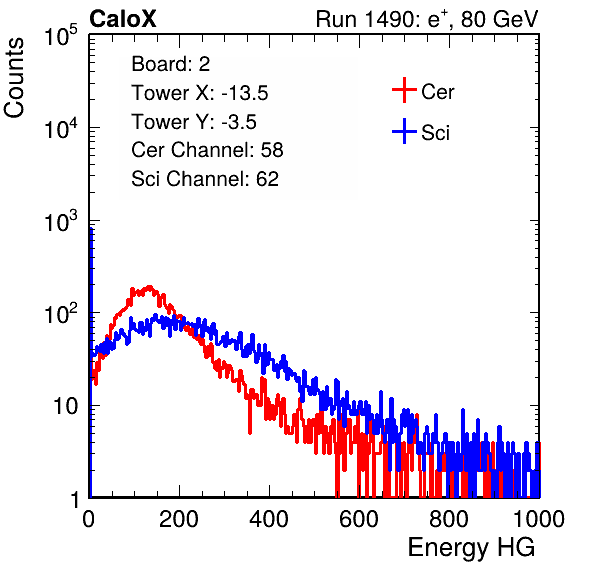 CaloX Run 1490: e⁺, 80 GeV
Counts
Board: 2
Tower X: -13.5
Tower Y: -3.5
Cer Channel: 58
Sci Channel: 62
Cer
Sci
10⁵
10⁴
10³
10²
10
1
0 200 400 600 800 1000
Energy HG